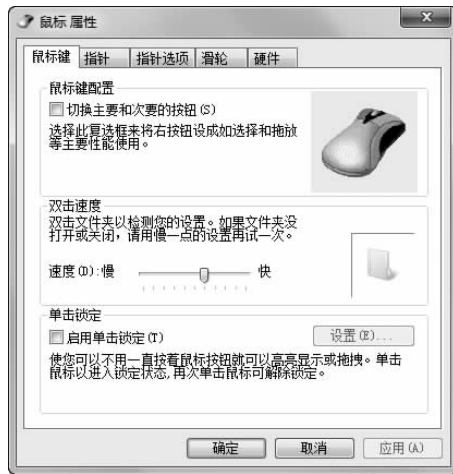 鼠标 属性
鼠标键 指针 指针选项 滑轮 硬件
鼠标键配置
切换主要和次要的按钮(S)
选择此复选框来将右按钮设成如选择和拖放
等主要性能使用。
双击速度
双击文件夹以检测您的设置。如果文件夹没
打开或关闭，请用慢一点的设置再试一次。
速度(D):慢 快
单击锁定
启用单击锁定(T) 设置(E)...
使您可以不用一直按着鼠标按钮就可以高亮显示或拖拽。单击
鼠标以进入锁定状态,再次单击鼠标可解除锁定。
确定 取消 应用(A)